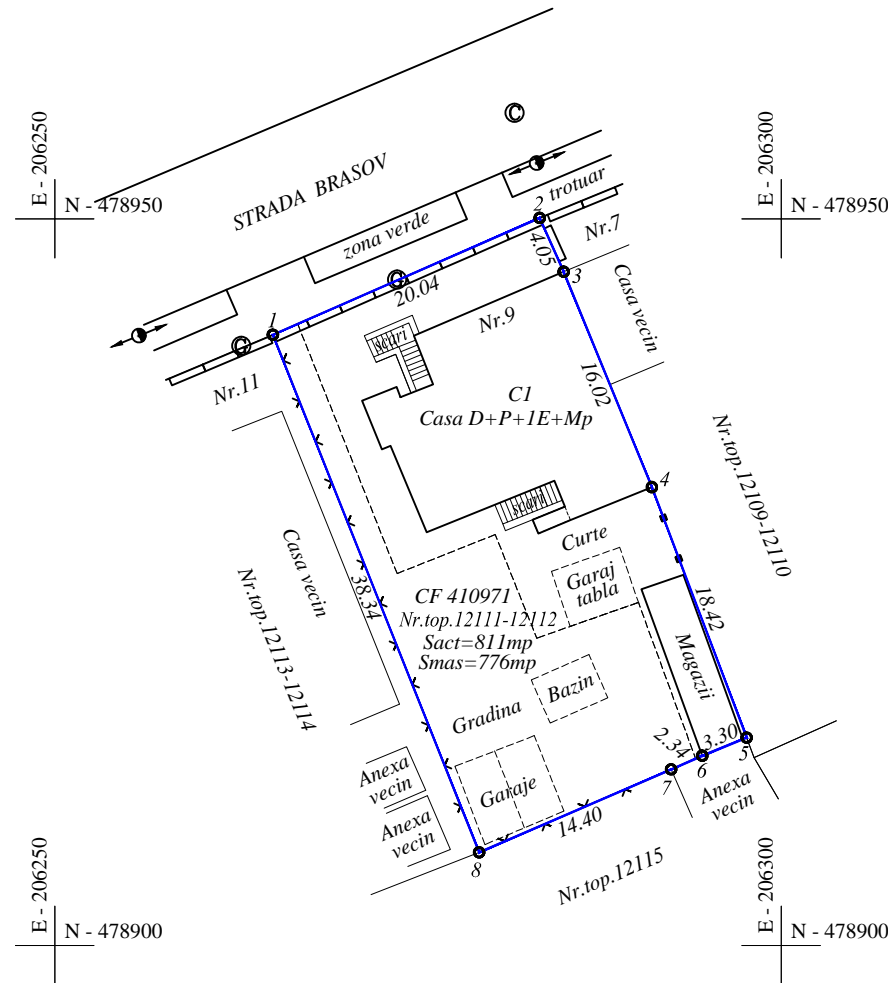 E - 206250
N - 478950
E - 206300
N - 478950
C
STRADA BRASOV
zona verde
trotuar
2
Nr.7
4.05
3
C
20.04
1
C
Nr.9
scari
Casa vecin
Nr.11
C1
Casa D+P+1E+Mp
16.02
4
Nr.top.12109-12110
scari
Curte
Casa vecin
Garaj
tabla
Nr.top.12113-12114
38.34
CF 410971
Nr.top.12111-12112
Sact=811mp
Smas=776mp
18.42
Magazii
Bazin
Gradina
3.30
5
2.34
6
7
Anexa
vecin
Anexa
vecin
Garaje
Anexa
vecin
14.40
8
Nr.top.12115
E - 206250
N - 478900
E - 206300
N - 478900